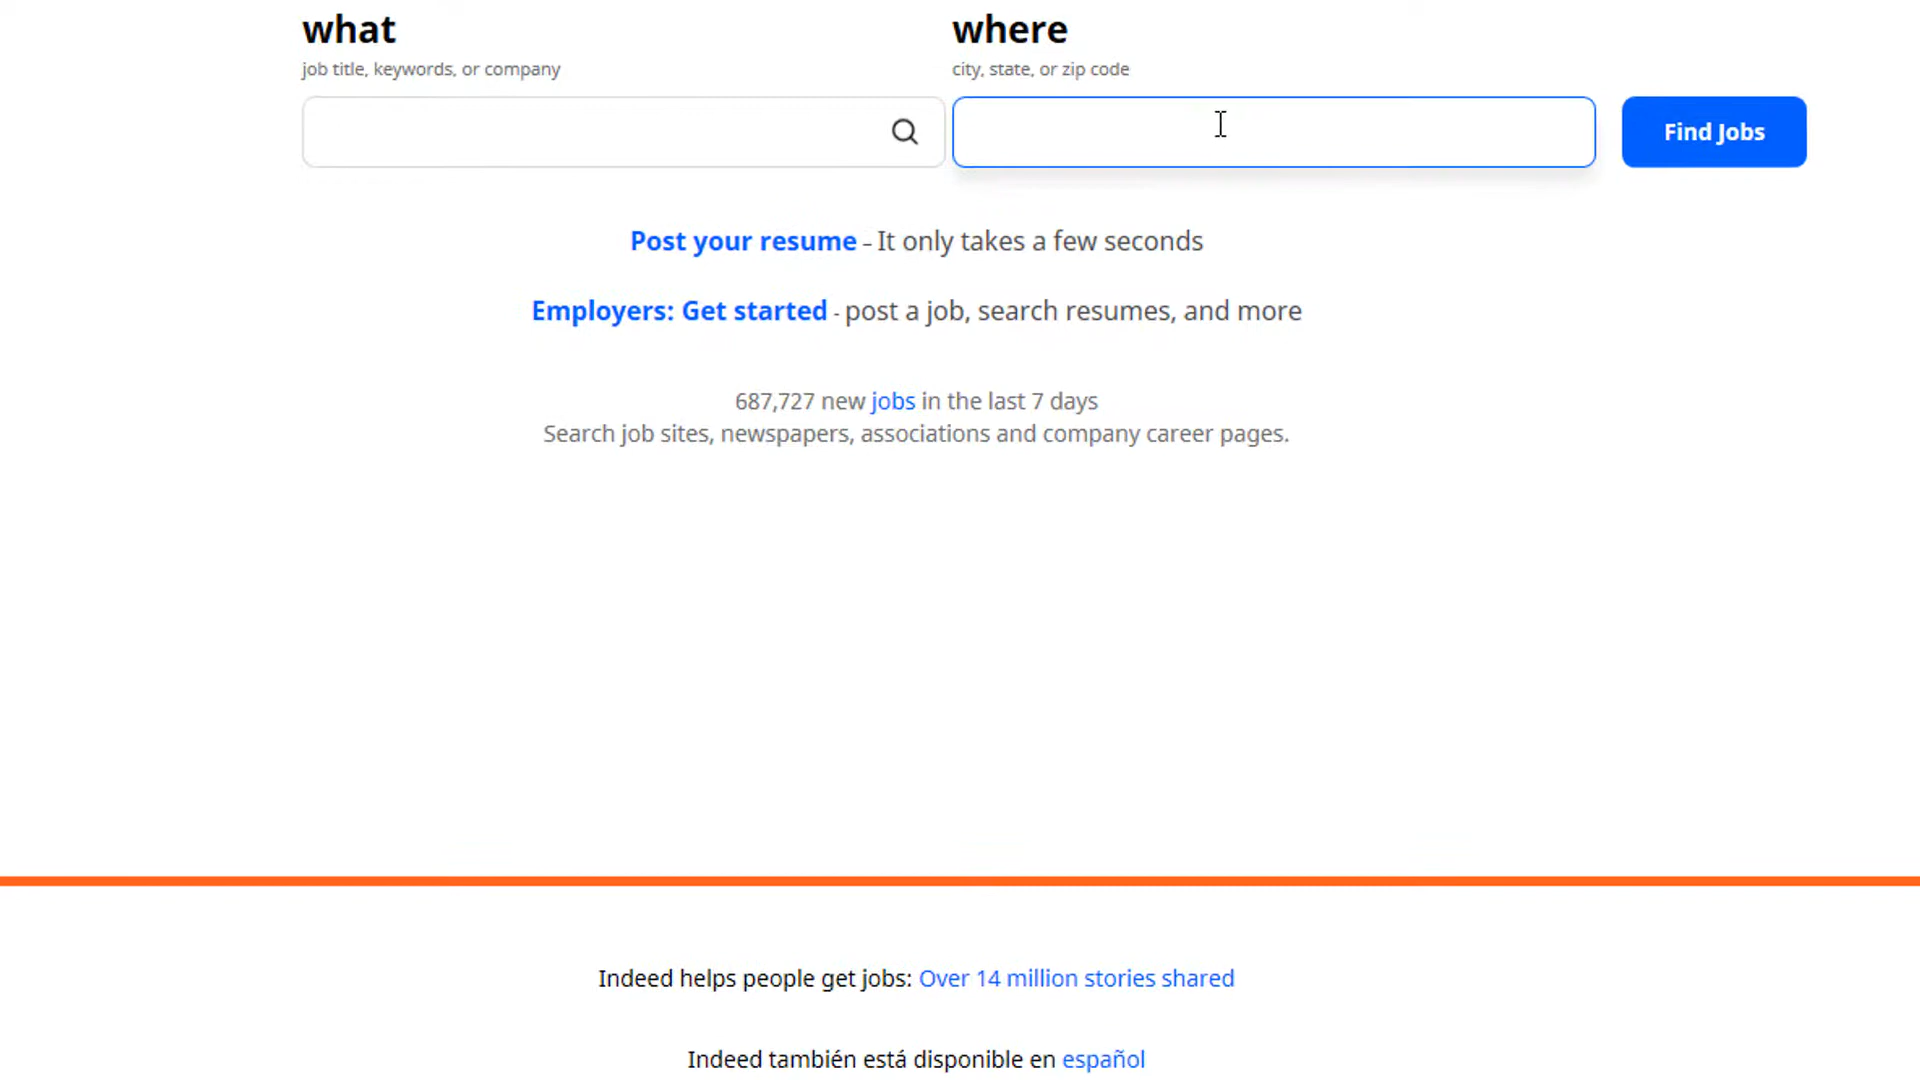 what
where
job title, keywords, or company
city, state, or zip code
Find Jobs
Post your resume – It only takes a few seconds
Employers: Get started - post a job, search resumes, and more
687,727 new jobs in the last 7 days
Search job sites, newspapers, associations and company career pages.
Indeed helps people get jobs: Over 14 million stories shared
Indeed también está disponible en español